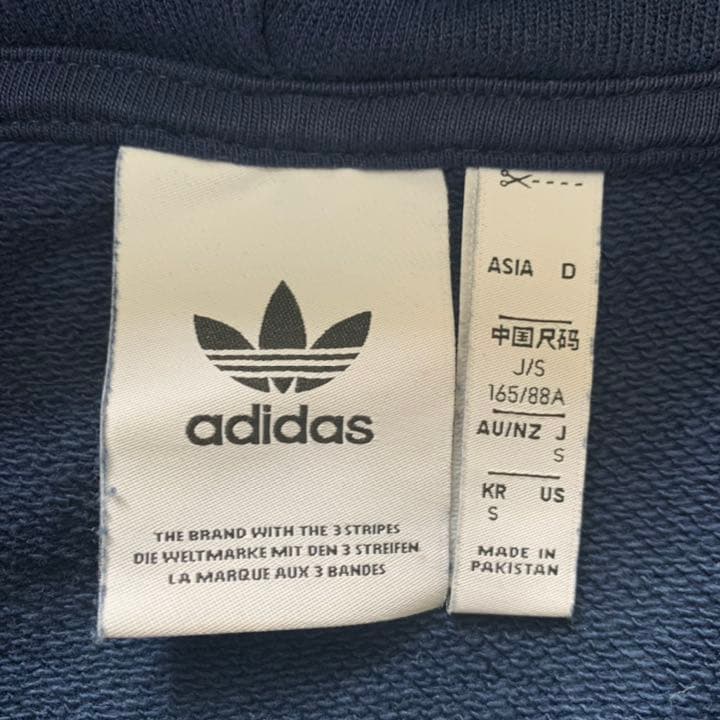 adidas
THE BRAND WITH THE 3 STRIPES
DIE WELTMARKE MIT DEN 3 STREIFEN
LA MARQUE AUX 3 BANDES
ASIA D
中国尺码
J/S
165/88A
AU/NZ J
S
KR US
S
MADE IN
PAKISTAN